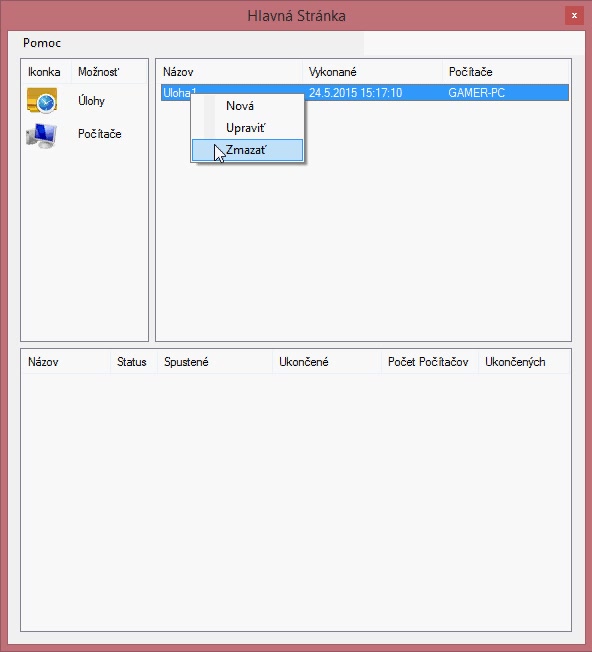 Hlavná Stránka
x
Pomoc
Ikonka Možnosť
Úlohy
Počítače
Názov Vykonané Počítače
Uloha1 24.5.2015 15:17:10 GAMER-PC
Nová
Upraviť
Zmazať
Názov Status Spustené Ukončené Počet Počítačov Ukončených